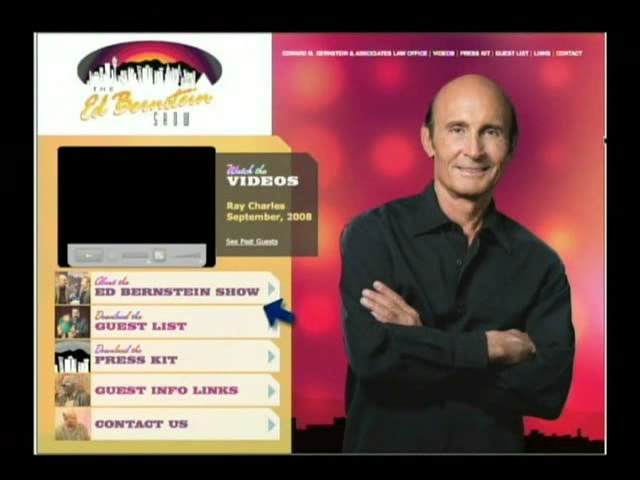 THE
Ed Bernstein
SHOW
EDWARD M. BERNSTEIN & ASSOCIATES LAW OFFICE | VIDEOS | PRESS KIT | GUEST LIST | LINKS | CONTACT
Watch the
VIDEOS
Ray Charles
September, 2008
See Past Guests
About the
ED BERNSTEIN SHOW
Download the
GUEST LIST
Download the
PRESS KIT
GUEST INFO LINKS
CONTACT US